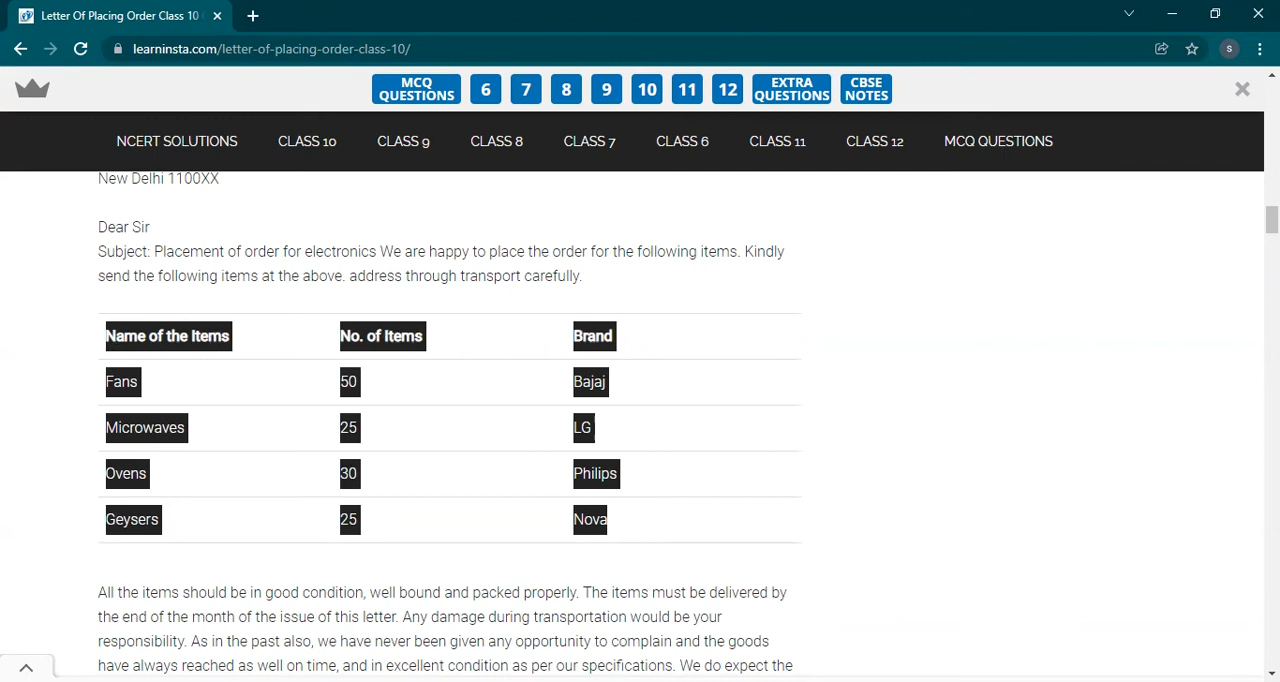 Letter Of Placing Order Class 10
learninsta.com/letter-of-placing-order-class-10/
S
MCQ QUESTIONS 6 7 8 9 10 11 12 EXTRA QUESTIONS CBSE NOTES
NCERT SOLUTIONS CLASS 10 CLASS 9 CLASS 8 CLASS 7 CLASS 6 CLASS 11 CLASS 12 MCQ QUESTIONS
New Delhi 1100XX
Dear Sir
Subject: Placement of order for electronics We are happy to place the order for the following items. Kindly
send the following items at the above. address through transport carefully.
Name of the Items No. of Items Brand
Fans 50 Bajaj
Microwaves 25 LG
Ovens 30 Philips
Geysers 25 Nova
All the items should be in good condition, well bound and packed properly. The items must be delivered by
the end of the month of the issue of this letter. Any damage during transportation would be your
responsibility. As in the past also, we have never been given any opportunity to complain and the goods
have always reached as well on time, and in excellent condition as per our specifications. We do expect the